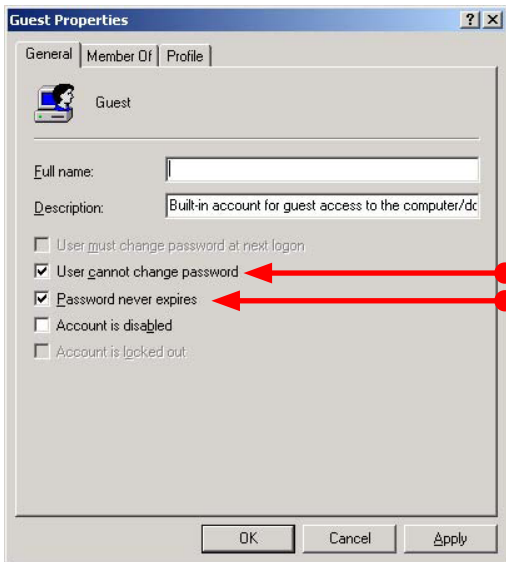 Guest Properties
General Member Of Profile
Guest
Full name:
Description: Built-in account for guest access to the computer/dc
User must change password at next logon
User cannot change password
Password never expires
Account is disabled
Account is locked out
OK Cancel Apply